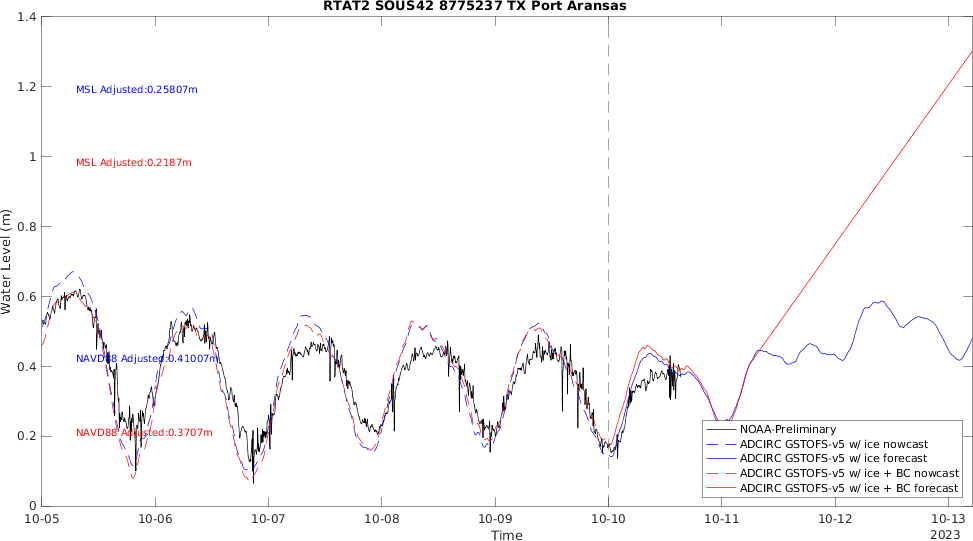 RTAT2 SOUS42 8775237 TX Port Aransas
1.4
1.2
1
0.8
0.6
0.4
0.2
0
Water Level (m)
MSL Adjusted:0.25807m
MSL Adjusted:0.2187m
NAVD88 Adjusted:0.41007m
NAVD88 Adjusted:0.3707m
NOAA-Preliminary
ADCIRC GSTOFS-v5 w/ ice nowcast
ADCIRC GSTOFS-v5 w/ ice forecast
ADCIRC GSTOFS-v5 w/ ice + BC nowcast
ADCIRC GSTOFS-v5 w/ ice + BC forecast
10-05 10-06 10-07 10-08 10-09 10-10 10-11 10-12 10-13
2023
Time